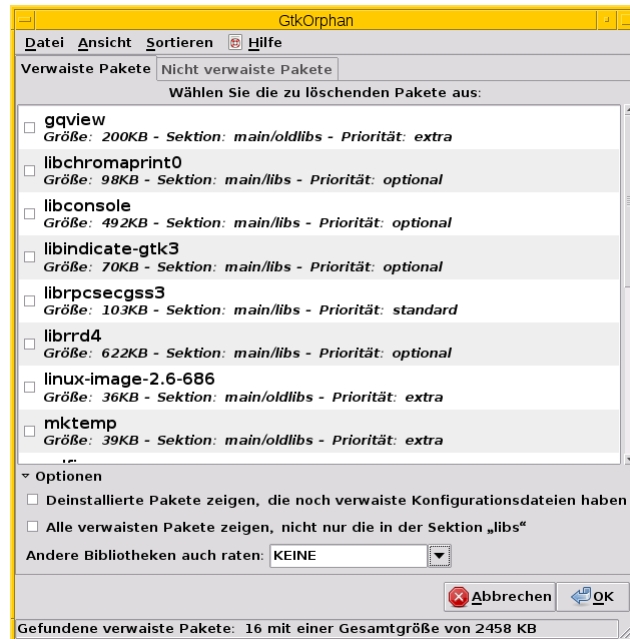 GtkOrphan
Datei Ansicht Sortieren Hilfe
Verwaiste Pakete Nicht verwaiste Pakete
Wählen Sie die zu löschenden Pakete aus:
gqview
Größe: 200KB - Sektion: main/oldlibs - Priorität: extra
libchromaprint0
Größe: 98KB - Sektion: main/libs - Priorität: optional
libconsole
Größe: 492KB - Sektion: main/libs - Priorität: optional
libindicate-gtk3
Größe: 70KB - Sektion: main/libs - Priorität: optional
librpcsecgss3
Größe: 103KB - Sektion: main/libs - Priorität: standard
librrd4
Größe: 622KB - Sektion: main/libs - Priorität: optional
linux-image-2.6-686
Größe: 36KB - Sektion: main/oldlibs - Priorität: extra
mktemp
Größe: 39KB - Sektion: main/oldlibs - Priorität: extra
Optionen
Deinstallierte Pakete zeigen, die noch verwaiste Konfigurationsdateien haben
Alle verwaisten Pakete zeigen, nicht nur die in der Sektion „libs“
Andere Bibliotheken auch raten: KEINE
Abbrechen OK
Gefundene verwaiste Pakete: 16 mit einer Gesamtgröße von 2458 KB